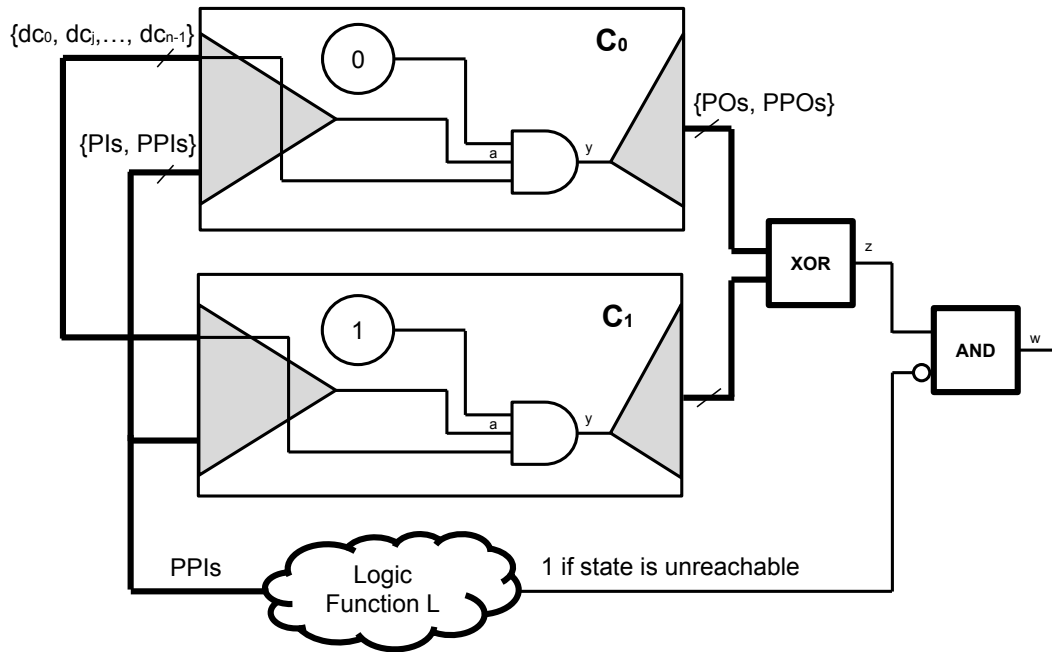 {dc₀, dcⱼ,…, dcₙ₋₁}
0
C₀
{POs, PPOs}
{PIs, PPIs}
a
y
XOR
z
1
C₁
AND
w
a
y
PPIs
Logic
Function L
1 if state is unreachable